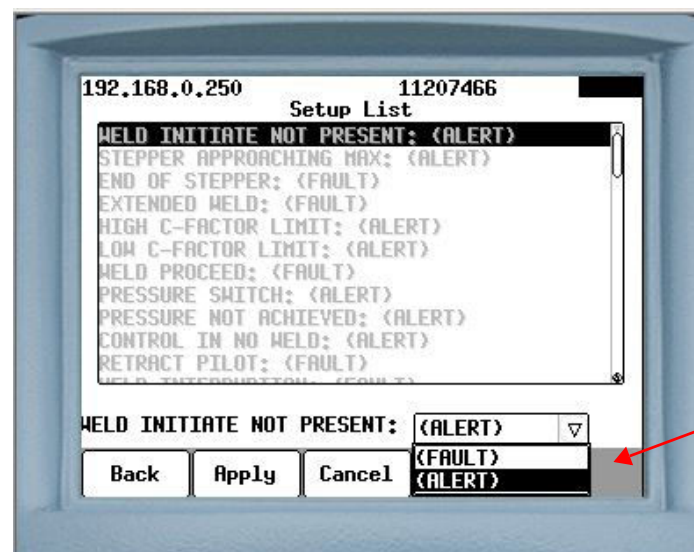 192.168.0.250 11207466
Setup List
WELD INITIATE NOT PRESENT: (ALERT)
STEPPER APPROACHING MAX: (ALERT)
END OF STEPPER: (FAULT)
EXTENDED WELD: (FAULT)
HIGH C-FACTOR LIMIT: (ALERT)
LOW C-FACTOR LIMIT: (ALERT)
WELD PROCEED: (FAULT)
PRESSURE SWITCH: (ALERT)
PRESSURE NOT ACHIEVED: (ALERT)
CONTROL IN NO WELD: (ALERT)
RETRACT PILOT: (FAULT)
WELD INTERRUPTION: (FAULT)
WELD INITIATE NOT PRESENT: (ALERT)
(FAULT)
Back Apply Cancel (ALERT)